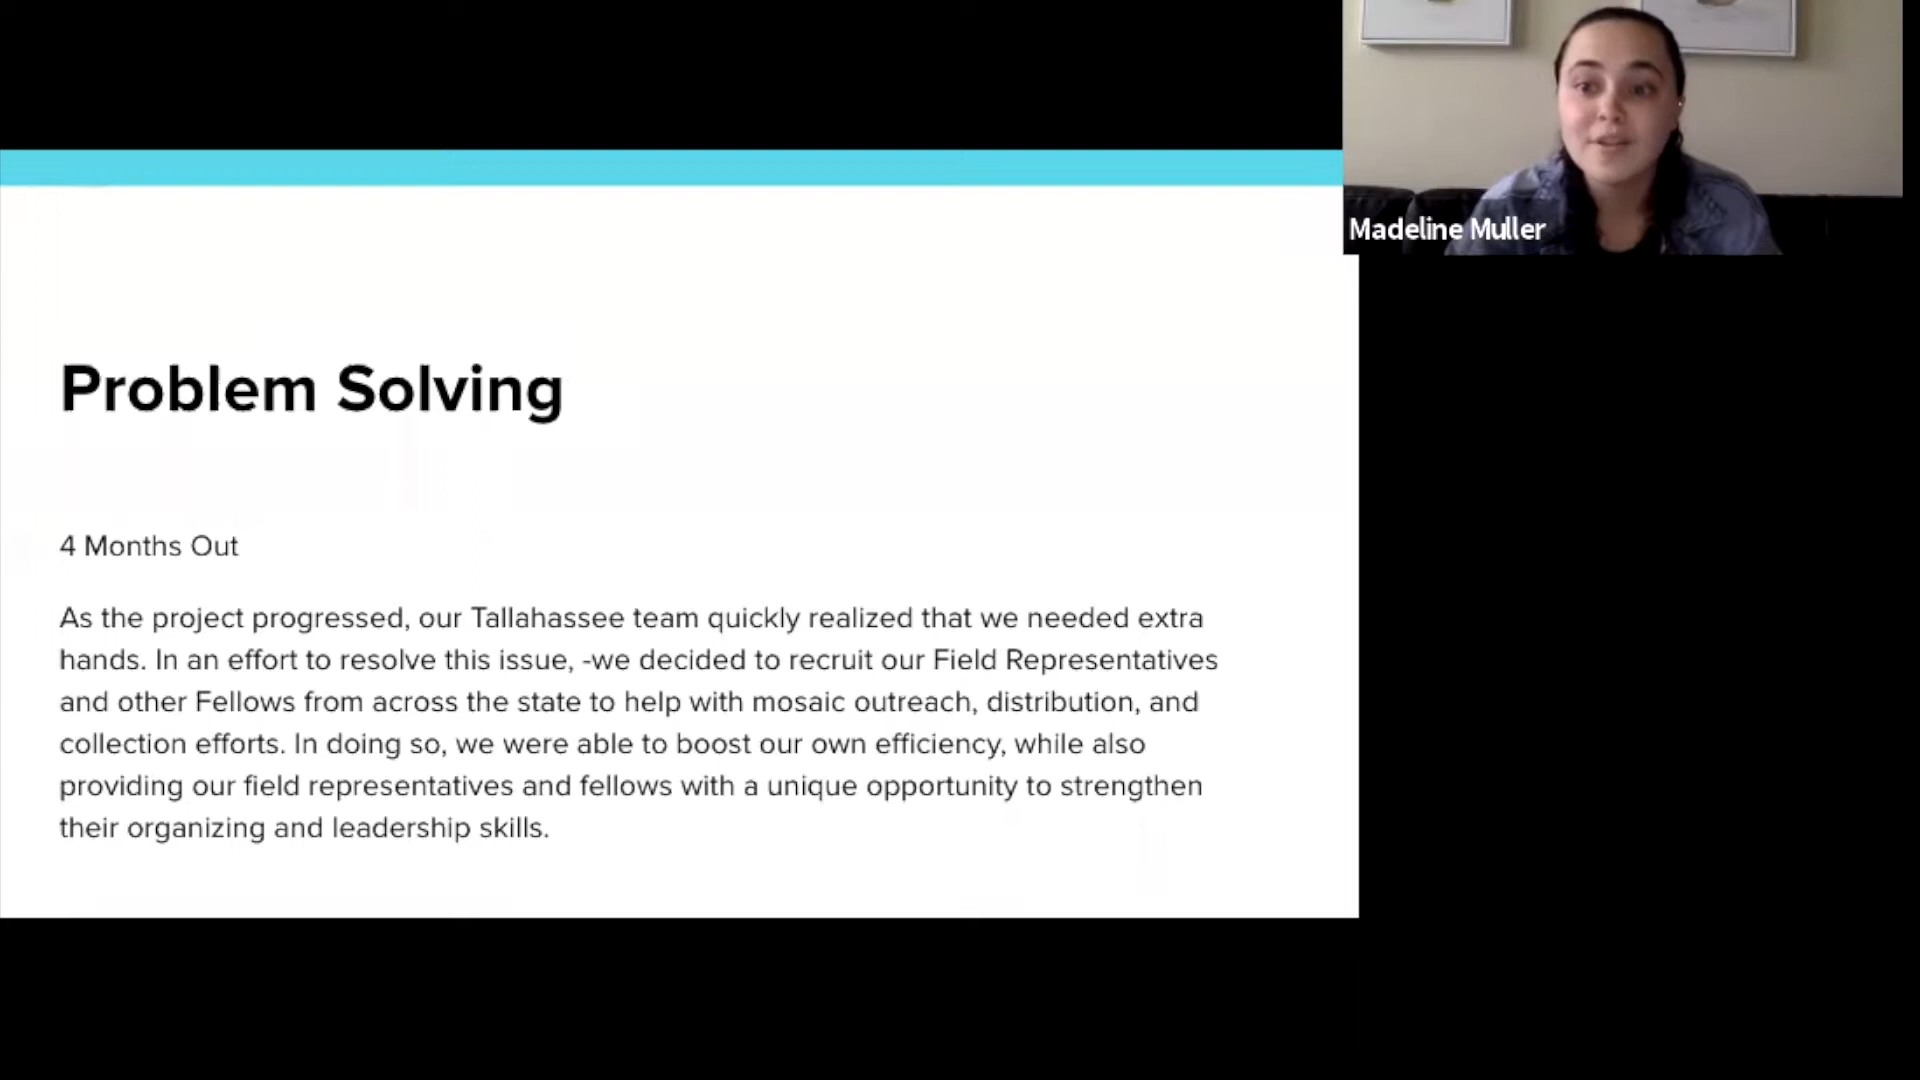 Madeline Muller
Problem Solving
4 Months Out
As the project progressed, our Tallahassee team quickly realized that we needed extra
hands. In an effort to resolve this issue, -we decided to recruit our Field Representatives
and other Fellows from across the state to help with mosaic outreach, distribution, and
collection efforts. In doing so, we were able to boost our own efficiency, while also
providing our field representatives and fellows with a unique opportunity to strengthen
their organizing and leadership skills.